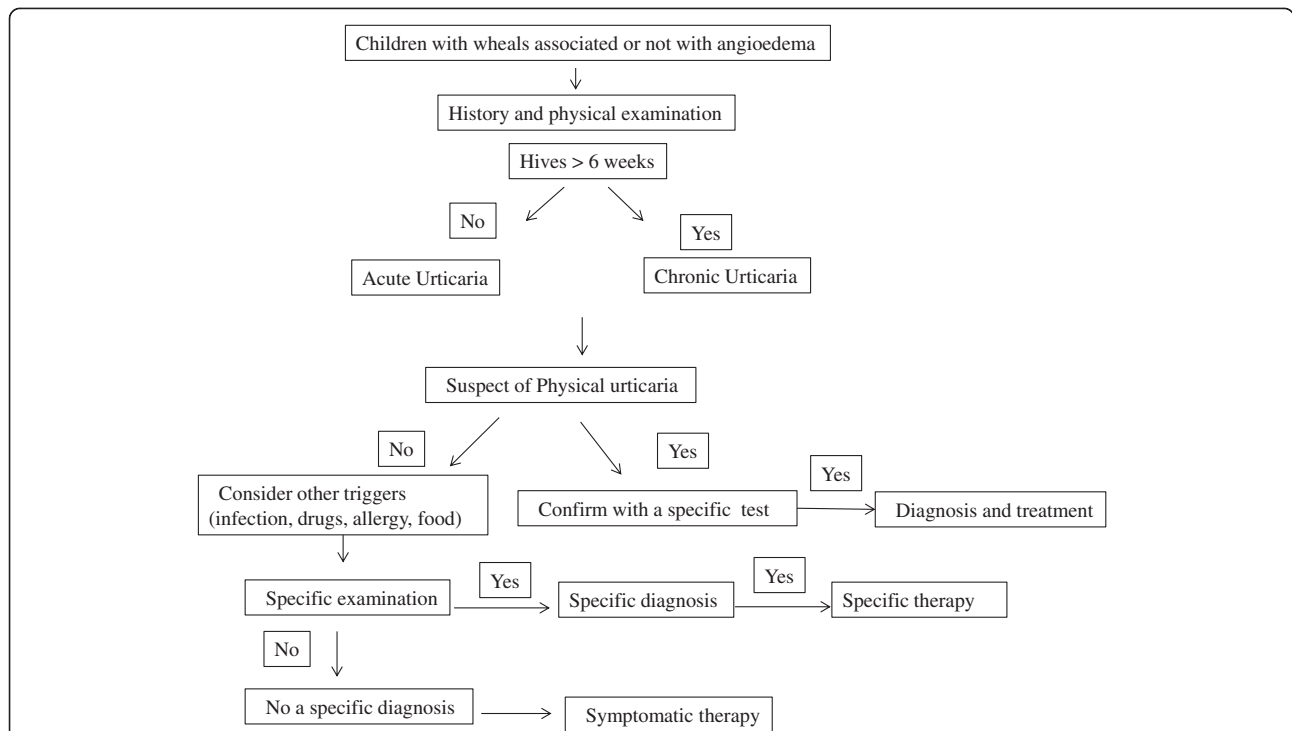 Children with wheals associated or not with angioedema
History and physical examination
Hives > 6 weeks
No
Yes
Acute Urticaria
Chronic Urticaria
Suspect of Physical urticaria
No
Yes
Yes
Consider other triggers
(infection, drugs, allergy, food)
Confirm with a specific test
Diagnosis and treatment
Yes
Yes
Specific examination
Specific diagnosis
Specific therapy
No
No a specific diagnosis
Symptomatic therapy